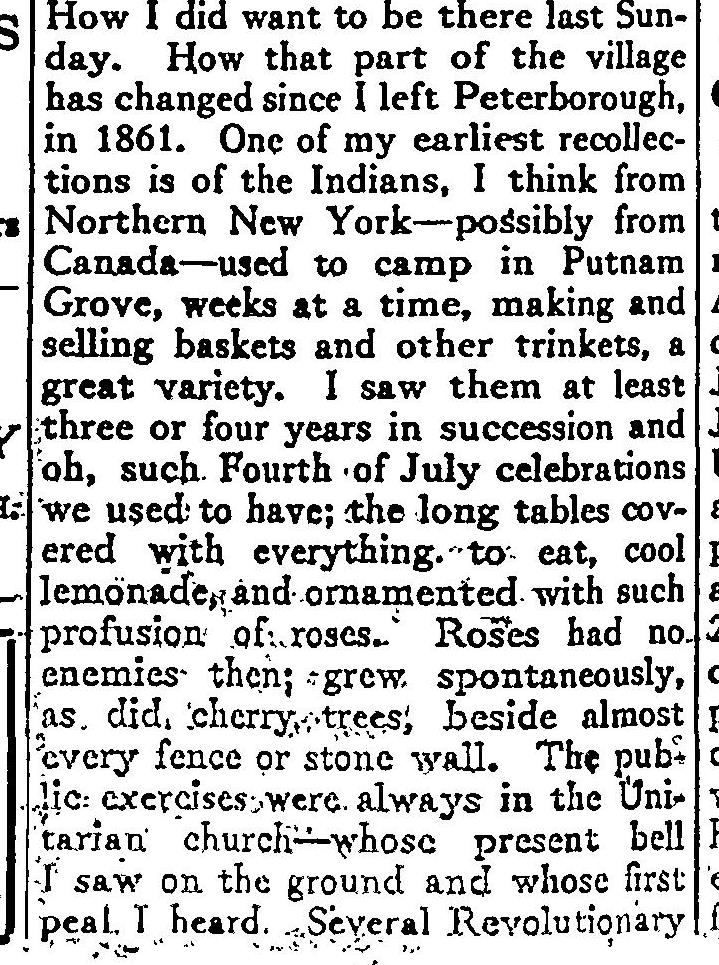 How I did want to be there last Sun-
day. How that part of the village
has changed since I left Peterborough,
in 1861. One of my earliest recollec-
tions is of the Indians, I think from
Northern New York—possibly from
Canada—used to camp in Putnam
Grove, weeks at a time, making and
selling baskets and other trinkets, a
great variety. I saw them at least
three or four years in succession and
oh, such Fourth of July celebrations
we used to have; the long tables cov-
ered with everything to eat, cool
lemonade, and ornamented with such
profusion of roses. Roses had no
enemies then; grew spontaneously,
as did cherry trees, beside almost
every fence or stone wall. The pub-
lic exercises were always in the Uni-
tarian church—whose present bell
I saw on the ground and whose first
peal I heard. Several Revolutionary